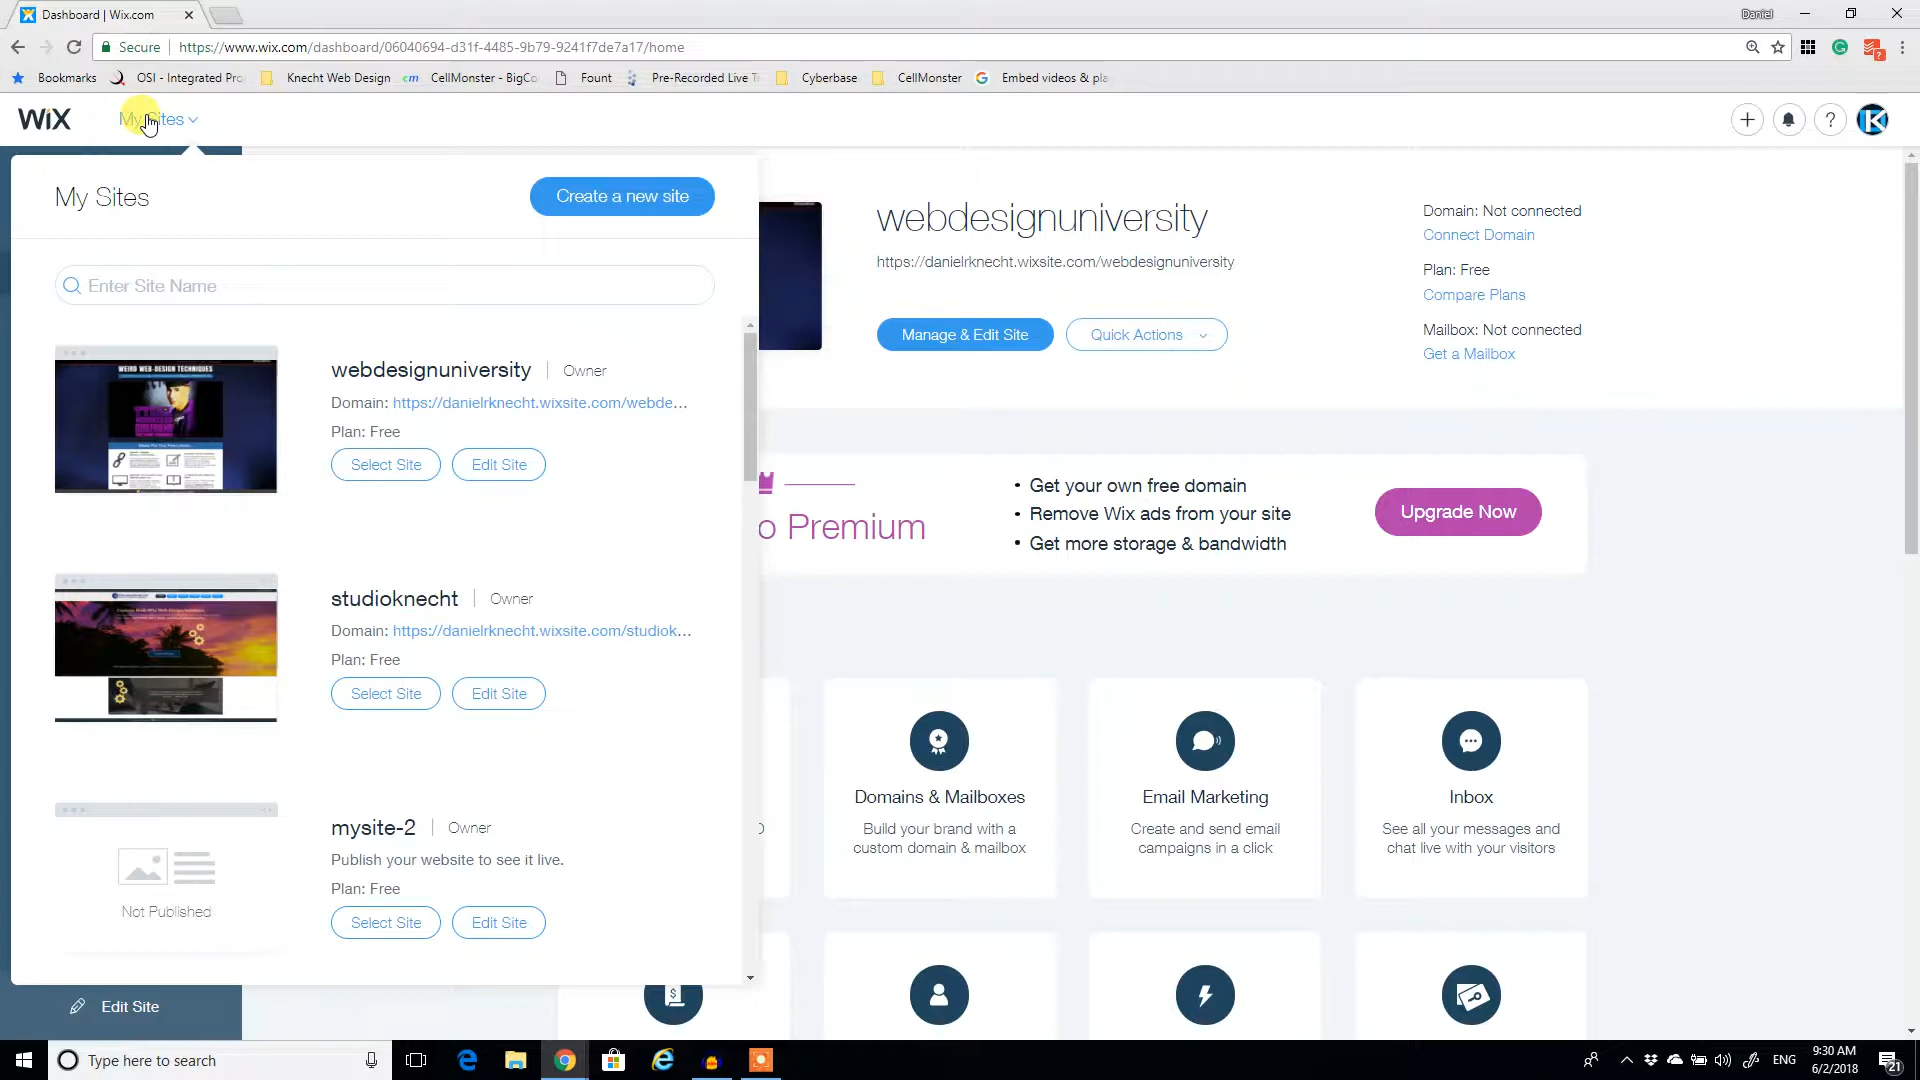 Dashboard | Wix.com
Daniel
Secure
https://www.wix.com/dashboard/06040694-d31f-4485-9b79-9241f7de7a17/home
Bookmarks
OSI - Integrated Pro
Knecht Web Design
cm
CellMonster - BigCo
Fount
Pre-Recorded Live T
Cyberbase
CellMonster
Embed videos & pla
WiX
My Sites
?
K
My Sites
Create a new site
Enter Site Name
webdesignuniversity
Owner
Domain: https://danielrknecht.wixsite.com/webde...
Plan: Free
Select Site
Edit Site
WEIRD WEB-DESIGN TECHNIQUES
studioknecht
Owner
Domain: https://danielrknecht.wixsite.com/studiok...
Plan: Free
Select Site
Edit Site
mysite-2
Owner
Publish your website to see it live.
Plan: Free
Select Site
Edit Site
Not Published
Edit Site
webdesignuniversity
https://danielrknecht.wixsite.com/webdesignuniversity
Manage & Edit Site
Quick Actions
Domain: Not connected
Connect Domain
Plan: Free
Compare Plans
Mailbox: Not connected
Get a Mailbox
o Premium
• Get your own free domain
• Remove Wix ads from your site
• Get more storage & bandwidth
Upgrade Now
Domains & Mailboxes
Build your brand with a
custom domain & mailbox
Email Marketing
Create and send email
campaigns in a click
Inbox
See all your messages and
chat live with your visitors
Type here to search
ENG
9:30 AM
6/2/2018
21